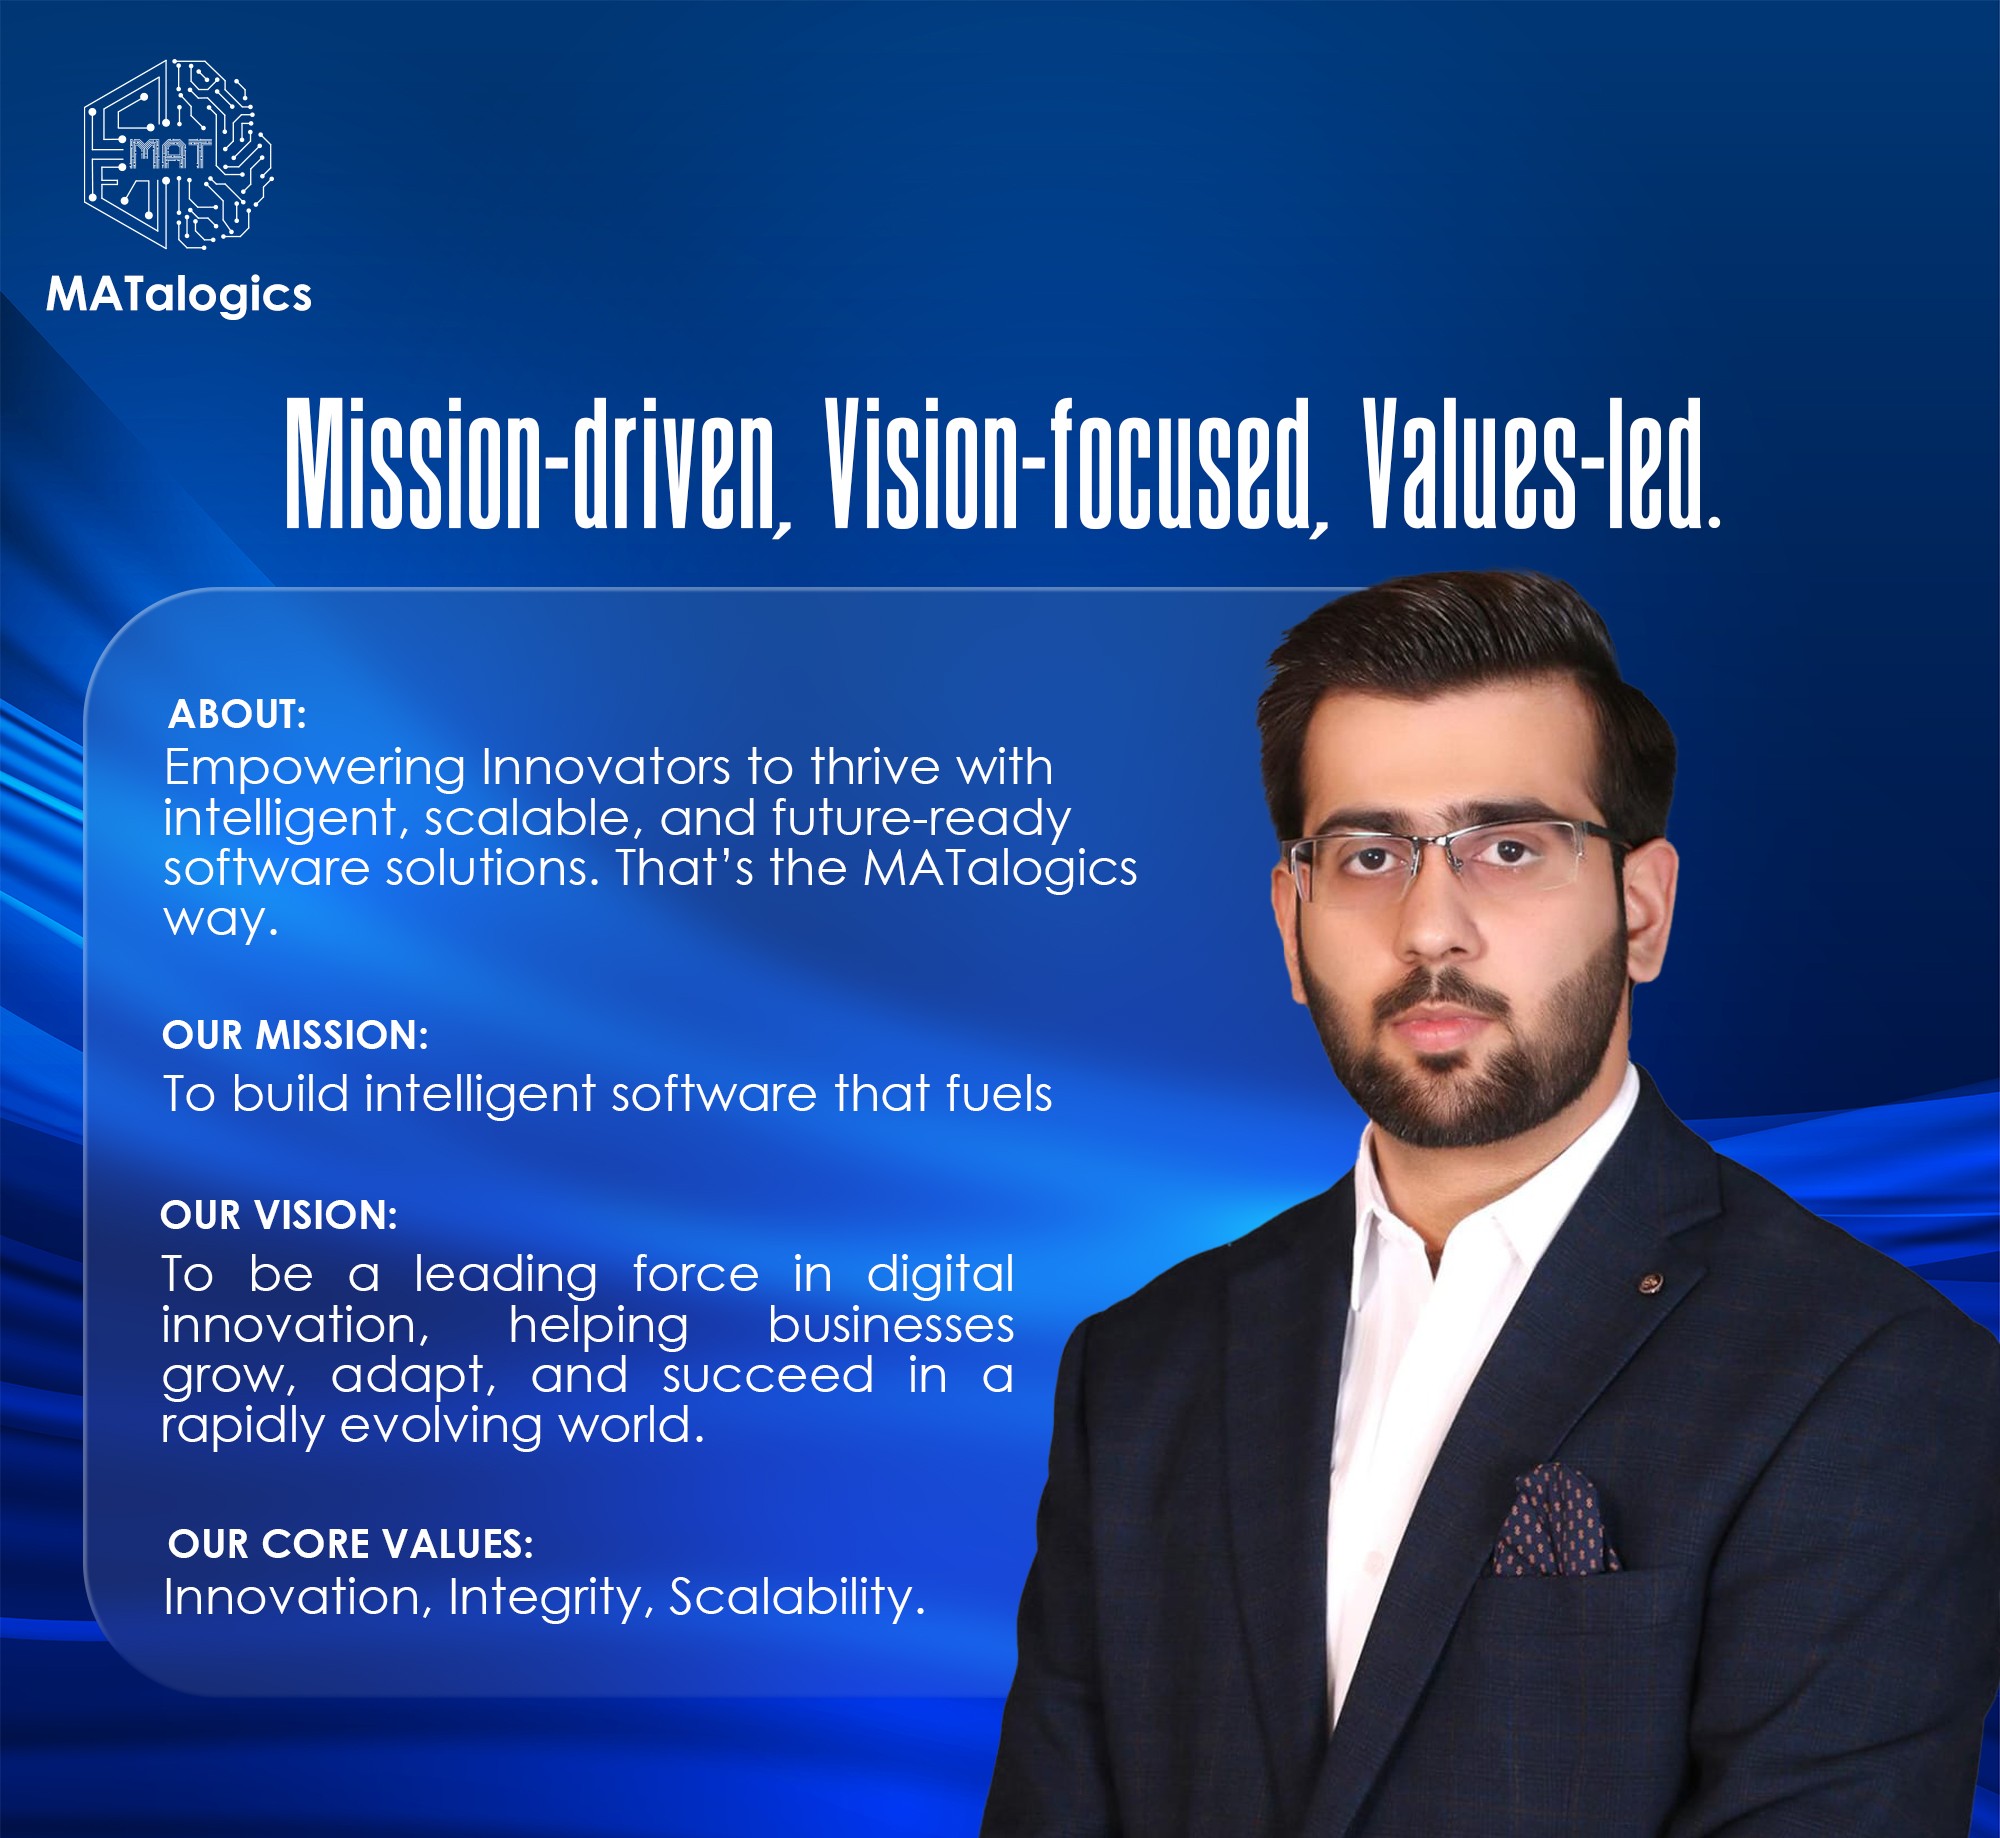 MAT
MATalogics
Mission-driven, Vision-focused, Values-led.
ABOUT:
Empowering Innovators to thrive with
intelligent, scalable, and future-ready
software solutions. That’s the MATalogics
way.
OUR MISSION:
To build intelligent software that fuels
OUR VISION:
To be a leading force in digital
innovation, helping businesses
grow, adapt, and succeed in a
rapidly evolving world.
OUR CORE VALUES:
Innovation, Integrity, Scalability.